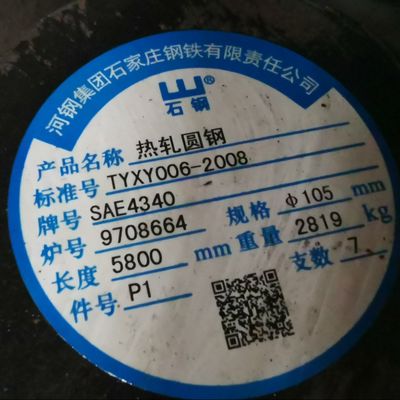 河钢集团石家庄钢铁有限责任公司
®
石钢
产品名称 热轧圆钢
标准号 TYXY006-2008
牌号 SAE4340 规格 φ105 mm
炉号 9708664 重量 2819 kg
长度 5800 mm 支数 7
件号 P1